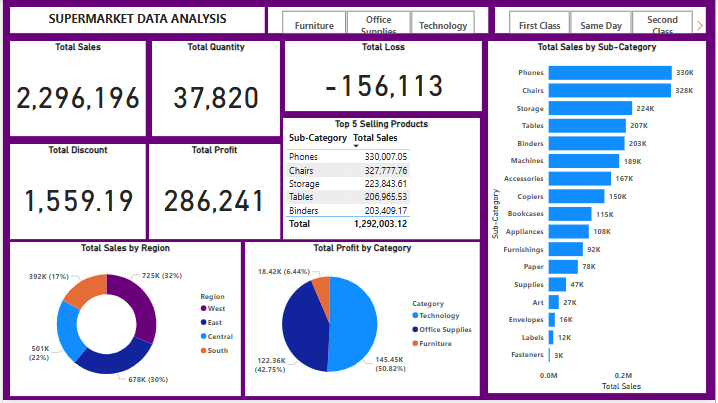 SUPERMARKET DATA ANALYSIS
Furniture
Office
Supplies
Technology
First Class
Same Day
Second
Class
Total Sales
2,296,196
Total Quantity
37,820
Total Loss
-156,113
Total Discount
1,559.19
Total Profit
286,241
Top 5 Selling Products
Sub-Category Total Sales
Phones 330,007.05
Chairs 327,777.76
Storage 223,843.61
Tables 206,965.53
Binders 203,409.17
Total 1,292,003.12
Total Sales by Region
392K (17%)
725K (32%)
501K
(22%)
678K (30%)
Region
West
East
Central
South
Total Profit by Category
18.42K (6.44%)
122.36K
(42.75%)
145.45K
(50.82%)
Category
Technology
Office Supplies
Furniture
Total Sales by Sub-Category
Sub-Category
Phones 330K
Chairs 328K
Storage 224K
Tables 207K
Binders 203K
Machines 189K
Accessories 167K
Copiers 150K
Bookcases 115K
Appliances 108K
Furnishings 92K
Paper 78K
Supplies 47K
Art 27K
Envelopes 16K
Labels 12K
Fasteners 3K
0.0M 0.2M
Total Sales